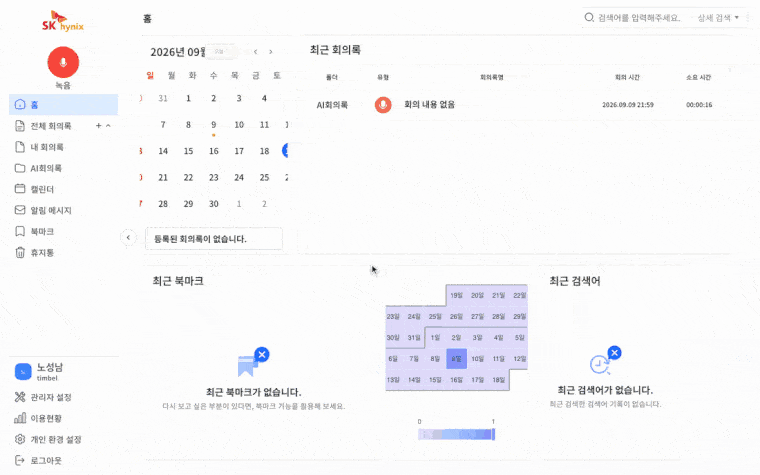 SK hynix
녹음
홈
전체 회의록
내 회의록
AI회의록
캘린더
알림 메시지
북마크
휴지통
노성남
timbel
관리자 설정
이용현황
개인 환경 설정
로그아웃
홈
검색어를 입력해주세요. 상세 검색
2026년 09월
일 월 화 수 목 금 토
31 1 2 3 4
7 8 9 10 11
14 15 16 17 18
21 22 23 24 25
28 29 30 1 2
등록된 회의록이 없습니다.
최근 회의록
폴더 유형 회의록명 회의 시간 소요 시간
AI회의록 회의 내용 없음 2026.09.09 21:59 00:00:16
최근 북마크
최근 북마크가 없습니다.
다시 보고 싶은 부분이 있다면, 북마크 기능을 활용해 보세요.
19일 20일 21일 22일
23일 24일 25일 26일 27일 28일 29일
30일 31일 1일 2일 3일 4일 5일
6일 7일 8일 9일 10일 11일 12일
13일 14일 15일 16일 17일 18일
0 1
최근 검색어
최근 검색어가 없습니다.
최근 검색한 검색어 기록이 없습니다.